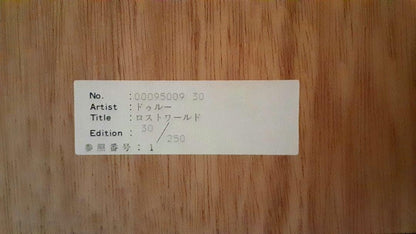 No. :00095009 30
Artist :ドゥルー
Title :ロストワールド
Edition : 30/250
参照番号: 1